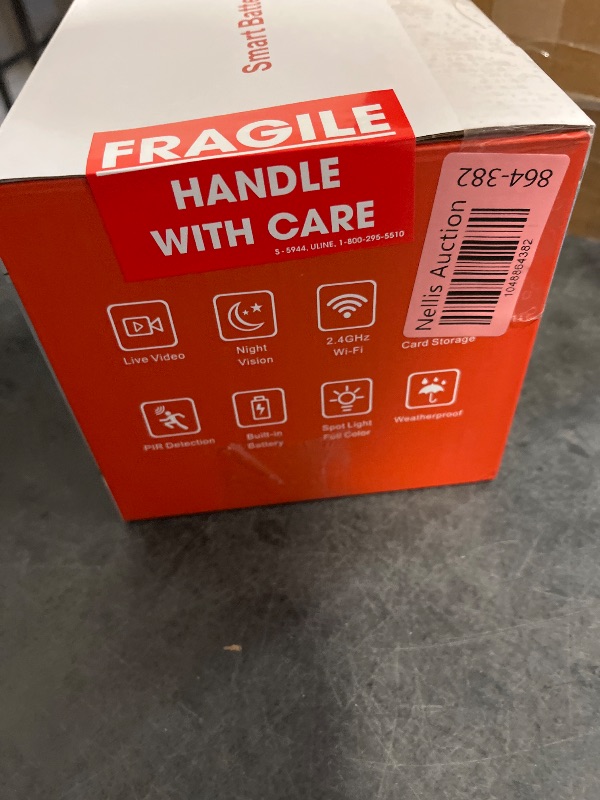 Smart Batte
FRAGILE
HANDLE
WITH CARE
S-5944, ULINE, 1-800-295-5510
864-382
Nellis Auction
1048864382
Live Video
Night
Vision
2.4GHz
Wi-Fi
Card Storage
PIR Detection
Built-in
Battery
Spot Light
Full Color
Weatherproof